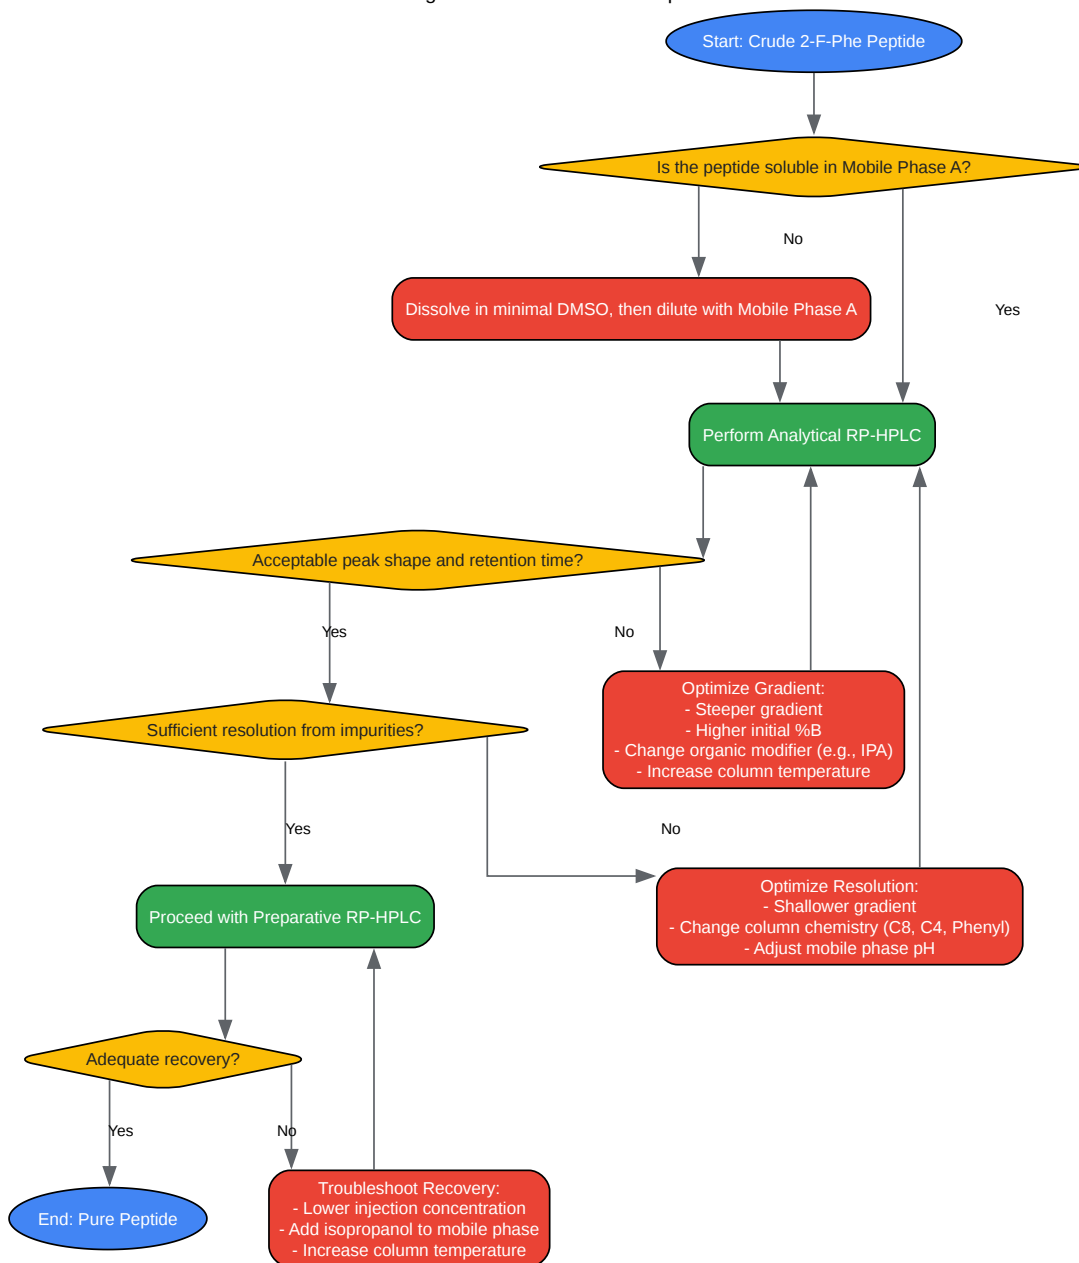 Start: Crude 2-F-Phe Peptide
Is the peptide soluble in Mobile Phase A?
No
Dissolve in minimal DMSO, then dilute with Mobile Phase A
Yes
Perform Analytical RP-HPLC
Acceptable peak shape and retention time?
Yes
No
Optimize Gradient:
- Steeper gradient
- Higher initial %B
- Change organic modifier (e.g., IPA)
- Increase column temperature
Sufficient resolution from impurities?
Yes
No
Optimize Resolution:
- Shallower gradient
- Change column chemistry (C8, C4, Phenyl)
- Adjust mobile phase pH
Proceed with Preparative RP-HPLC
Adequate recovery?
Yes
No
Troubleshoot Recovery:
- Lower injection concentration
- Add isopropanol to mobile phase
- Increase column temperature
End: Pure Peptide